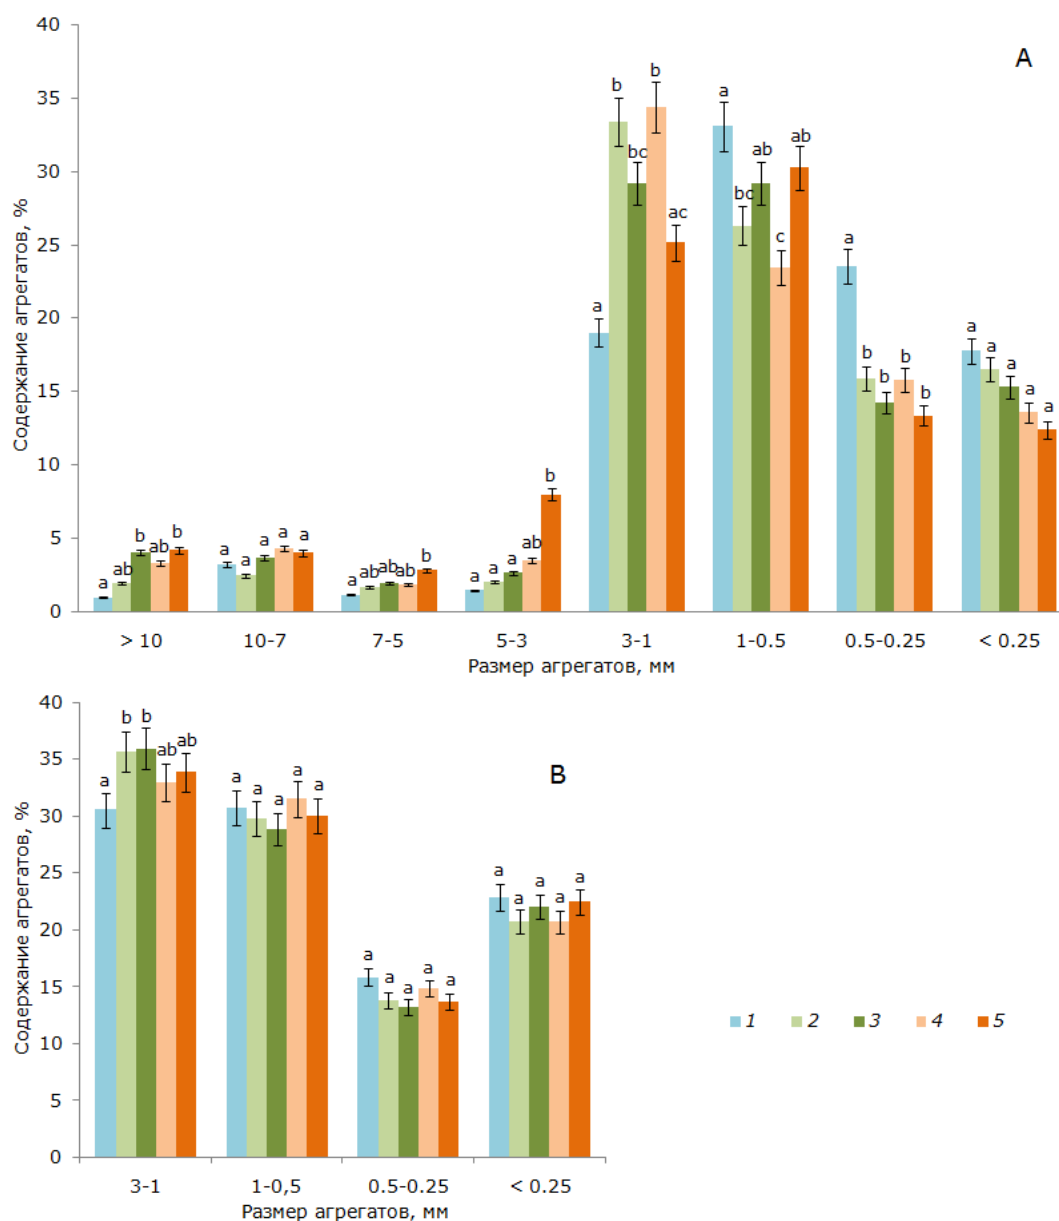 40
35
30
25
20
15
10
5
0
Содержание агрегатов, %
A
a ab b ab b
a a a a a
a ab ab ab b
a a a ab b
a b bc b ac
a bc ab c ab
a b b b b
a a a a a
> 10 10-7 7-5 5-3 3-1 1-0.5 0.5-0.25 < 0.25
Размер агрегатов, мм
40
35
30
25
20
15
10
5
0
Содержание агрегатов, %
B
a b b ab ab
a a a a a
a a a a a
a a a a a
3-1 1-0,5 0.5-0.25 < 0.25
Размер агрегатов, мм
1 2 3 4 5